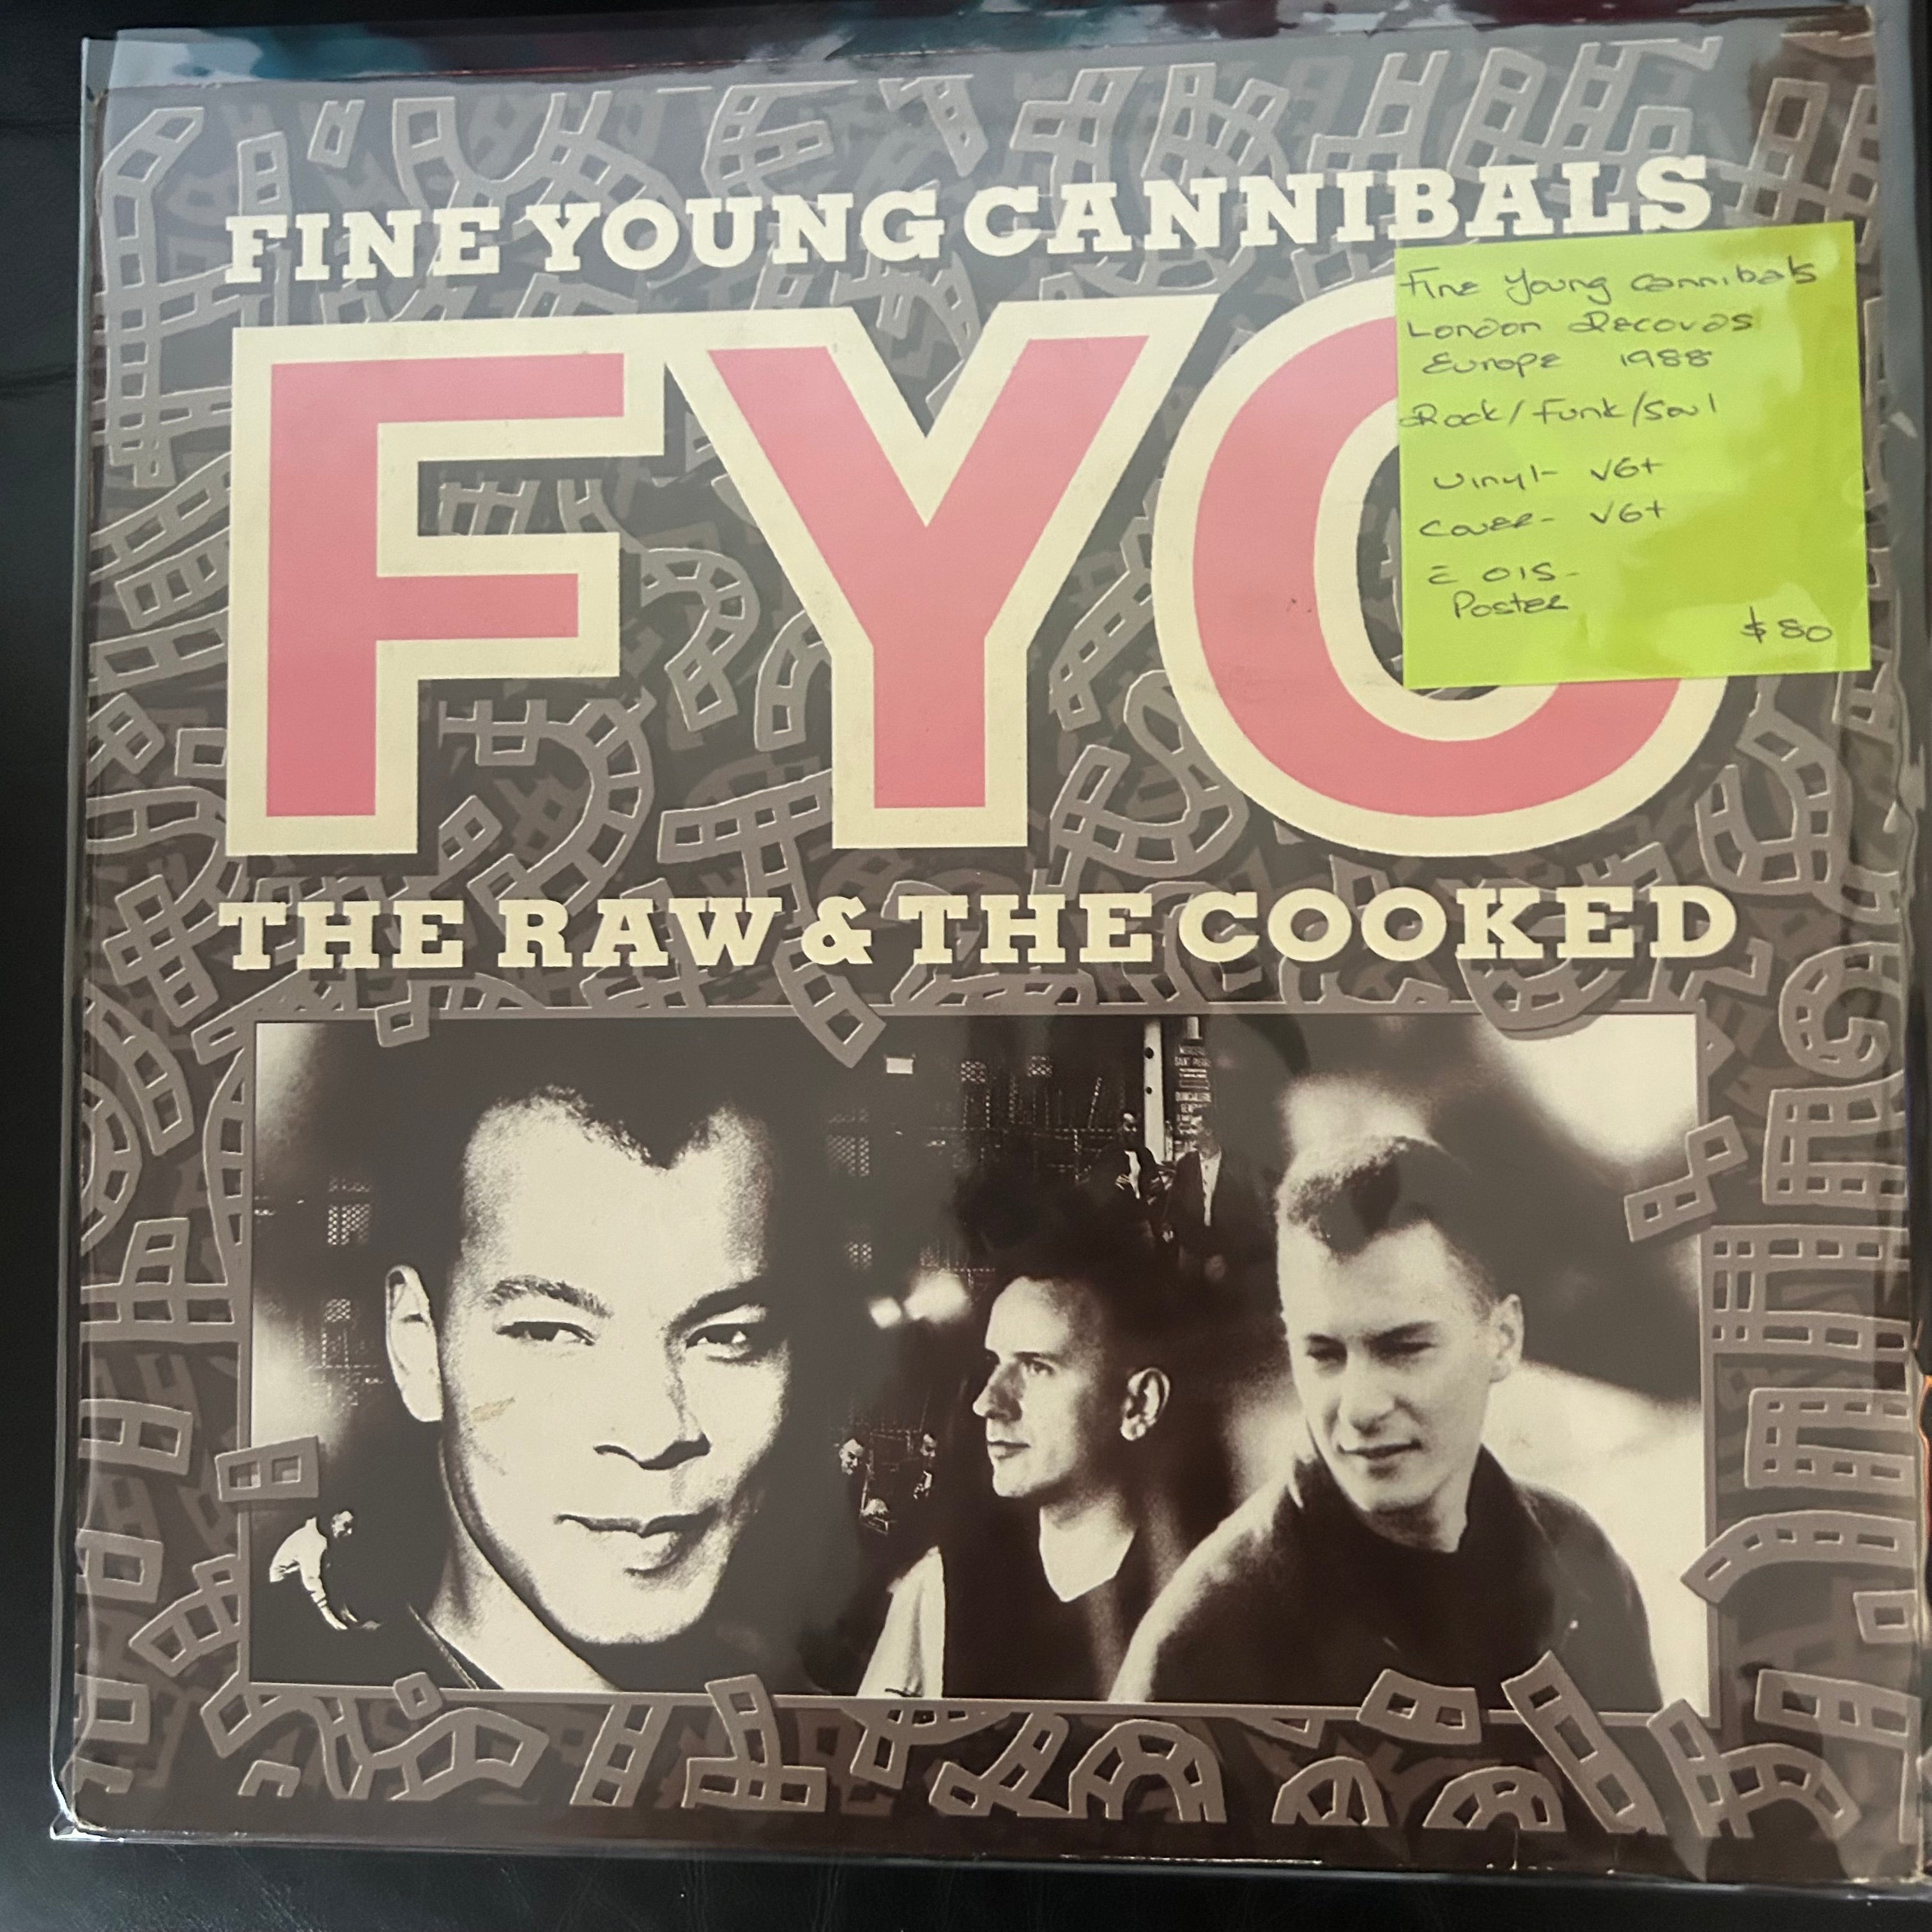 FINE YOUNG CANNIBALS
FYC
Fine Young Cannibals
London Records
Europe 1988
Rock/Funk/Soul
Vinyl- VG+
Cover- VG+
OIS-
Poster
$80
THE RAW & THE COOKED